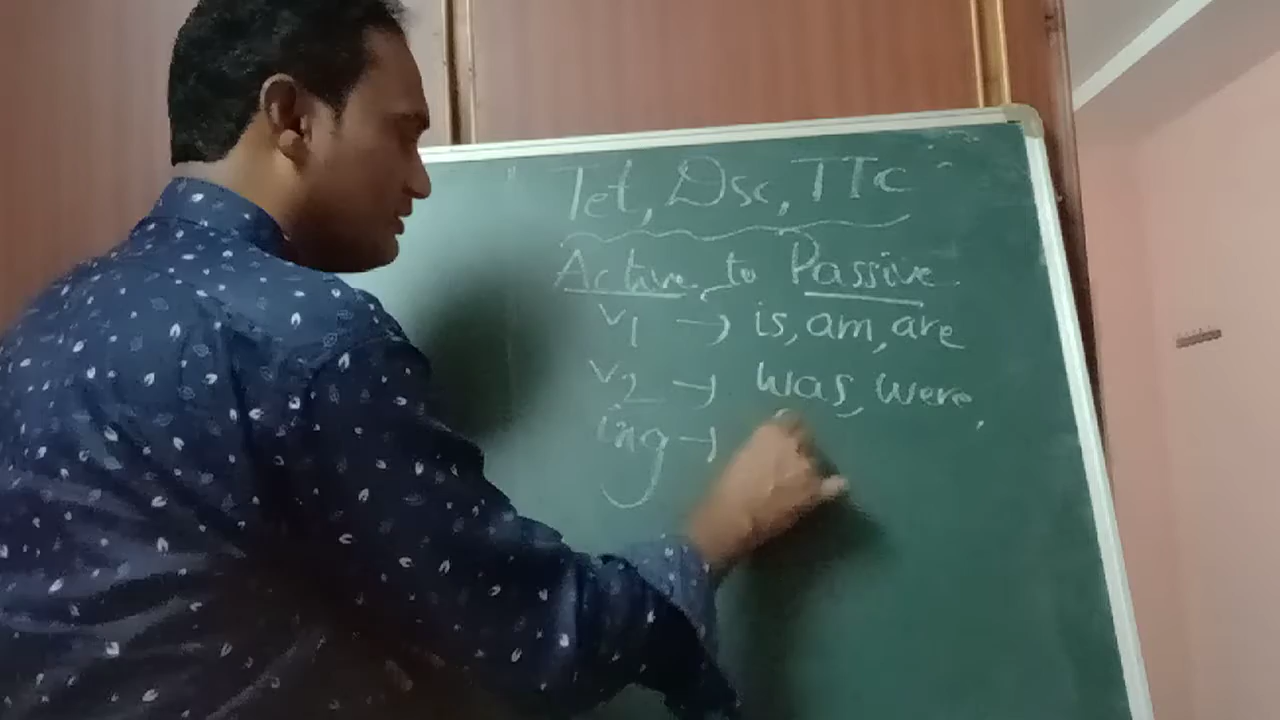 Tet, Dsc, TTc
Active to Passive
v1 → is, am, are
v2 → was, were,
ing →